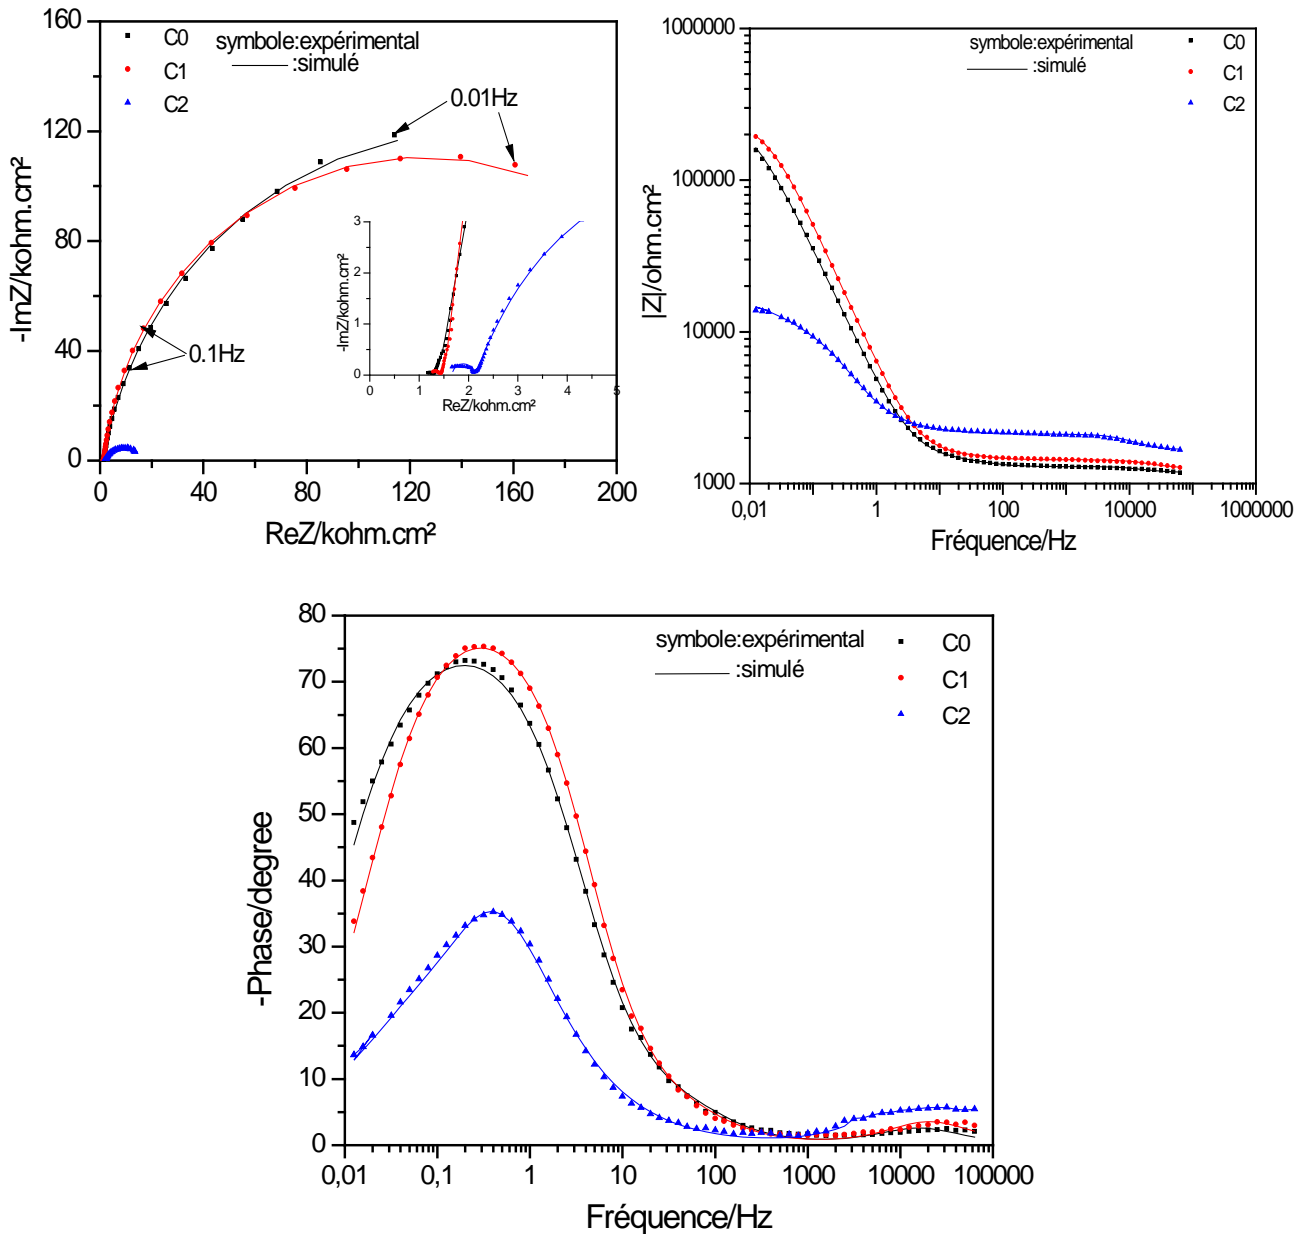 160
120
80
40
0
0
40
80
120
160
200
-ImZ/kohm.cm²
ReZ/kohm.cm²
C0
C1
C2
symbole:expérimental
:simulé
0.01Hz
0.1Hz
3
2
1
0
0
1
2
3
4
5
-ImZ/kohm.cm²
ReZ/kohm.cm²
1000000
100000
10000
1000
0,01
1
100
10000
1000000
|Z|/ohm.cm²
Fréquence/Hz
symbole:expérimental
:simulé
C0
C1
C2
80
70
60
50
40
30
20
10
0
0,01
0,1
1
10
100
1000
10000
100000
-Phase/degree
Fréquence/Hz
symbole:expérimental
:simulé
C0
C1
C2